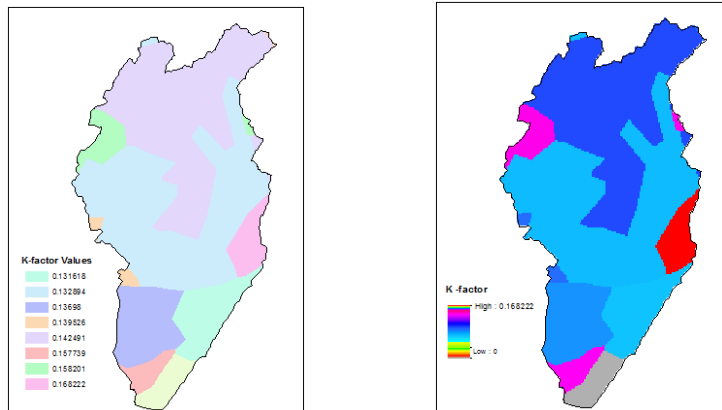 K-factor Values
0.131618
0.132894
0.13698
0.139526
0.142491
0.157739
0.158201
0.168222
K -factor
High : 0.168222
Low : 0